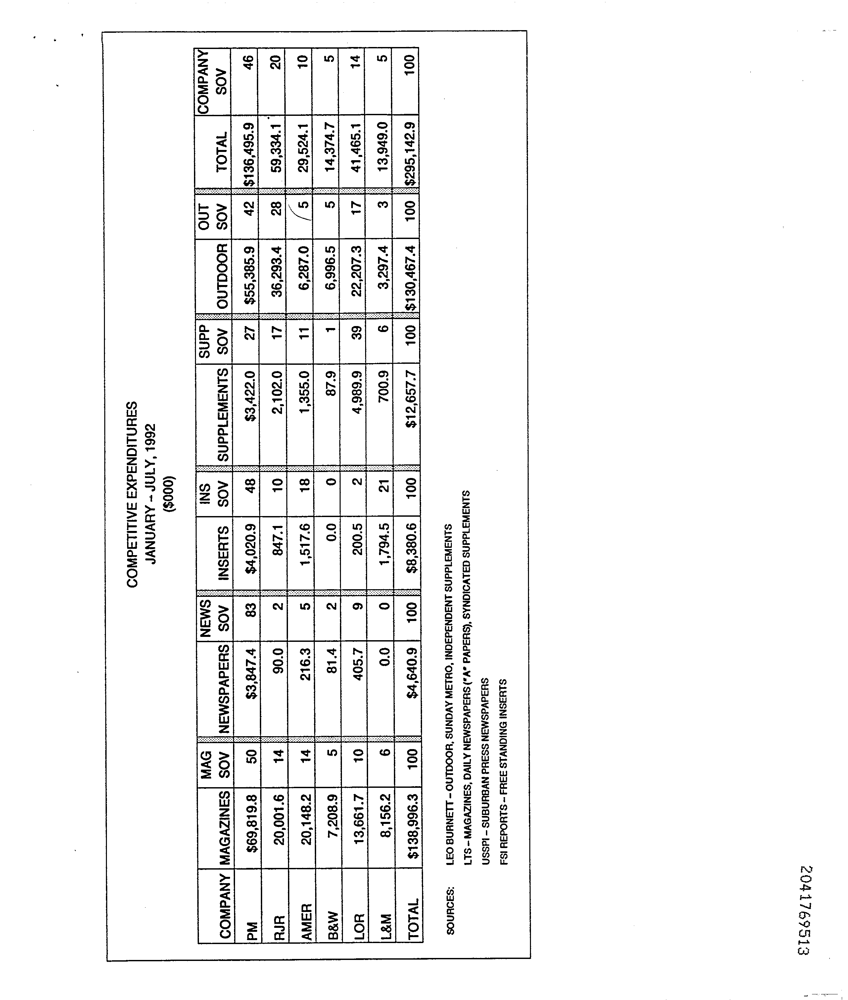 COMPETITIVE EXPENDITURES
JANUARY – JULY, 1992
($000)
COMPANY MAGAZINES MAG SOV NEWSPAPERS NEWS SOV INSERTS INS SOV SUPPLEMENTS SUPP SOV OUTDOOR OUT SOV TOTAL COMPANY SOV
PM $69,819.8 50 $3,847.4 83 $4,020.9 48 $3,422.0 27 $55,385.9 42 $136,495.9 46
RJR 20,001.6 14 90.0 2 847.1 10 2,102.0 17 36,293.4 28 59,334.1 20
AMER 20,148.2 14 216.3 5 1,517.6 18 1,355.0 11 6,287.0 5 29,524.1 10
B&W 7,208.9 5 81.4 2 0.0 0 87.9 1 6,996.5 5 14,374.7 5
LOR 13,661.7 10 405.7 9 200.5 2 4,989.9 39 22,207.3 17 41,465.1 14
L&M 8,156.2 6 0.0 0 1,794.5 21 700.9 6 3,297.4 3 13,949.0 5
TOTAL $138,996.3 100 $4,640.9 100 $8,380.6 100 $12,657.7 100 $130,467.4 100 $295,142.9 100
SOURCES: LEO BURNETT – OUTDOOR, SUNDAY METRO, INDEPENDENT SUPPLEMENTS
LTS – MAGAZINES, DAILY NEWSPAPERS ("A" PAPERS), SYNDICATED SUPPLEMENTS
USSPI – SUBURBAN PRESS NEWSPAPERS
FSI REPORTS – FREE STANDING INSERTS
2041769513